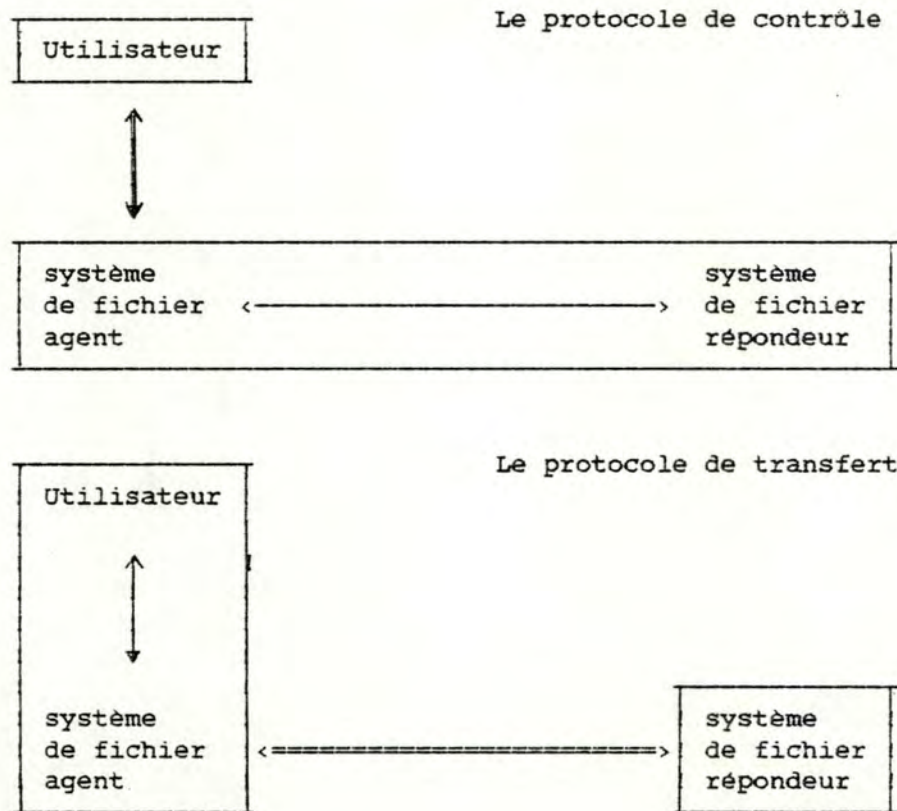 Le protocole de contrôle
Utilisateur
système
de fichier
agent
système
de fichier
répondeur
Le protocole de transfert
Utilisateur
système
de fichier
agent
système
de fichier
répondeur